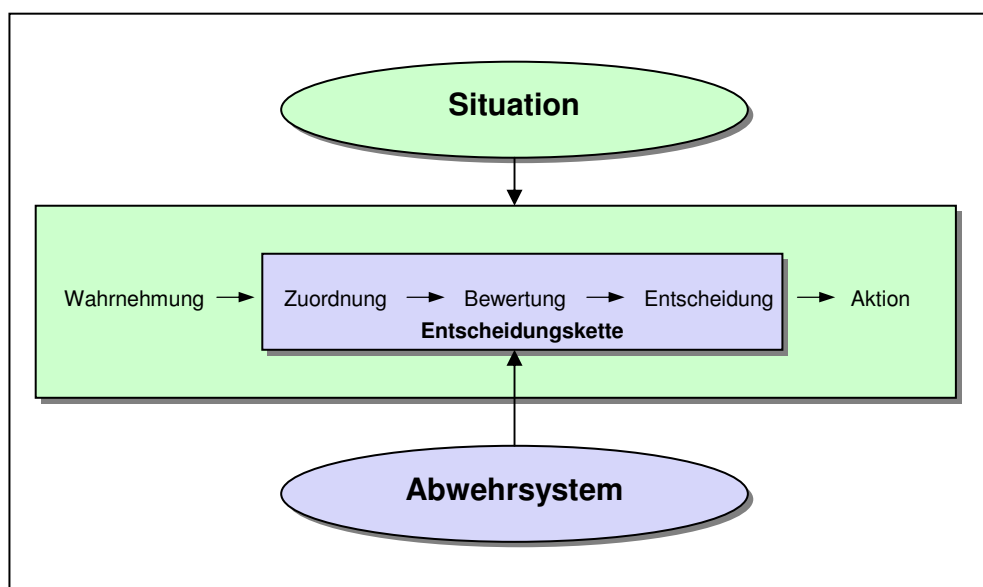 Situation
Wahrnehmung Zuordnung Bewertung Entscheidung Aktion
Entscheidungskette
Abwehrsystem